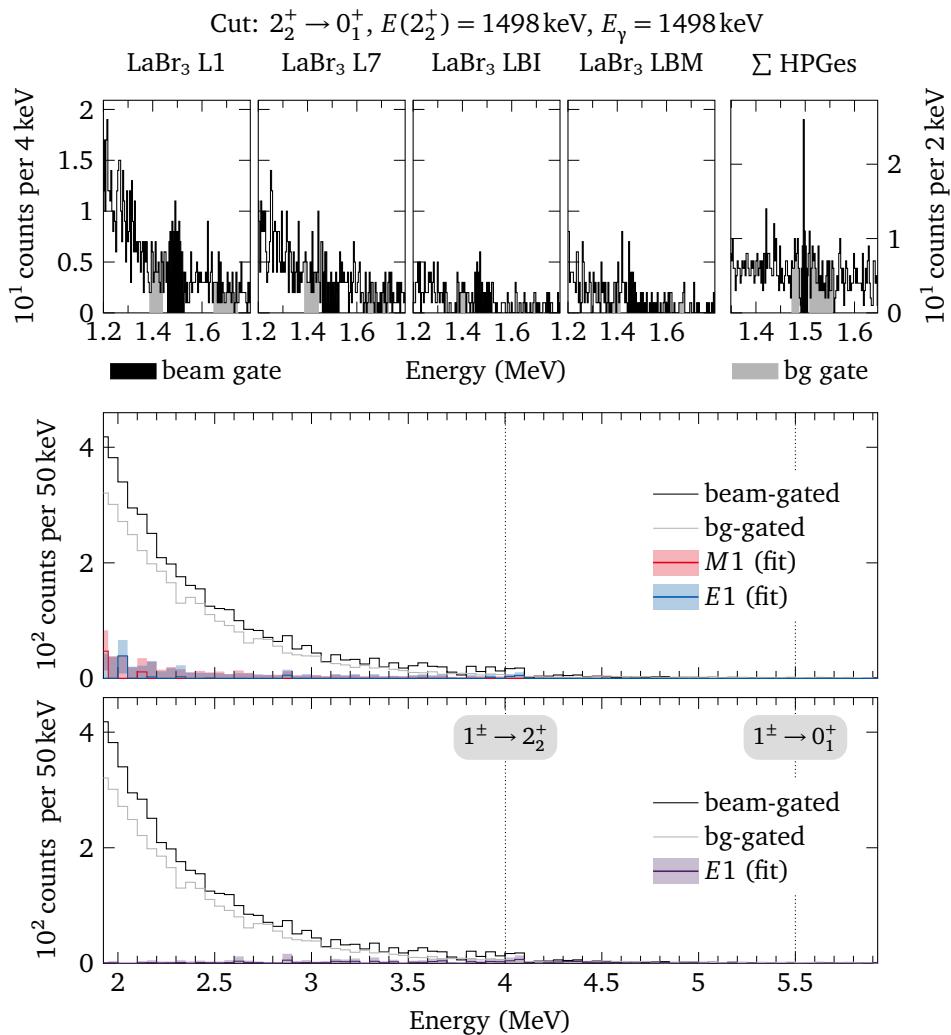 Cut: 2₂⁺ → 0₁⁺, E(2₂⁺) = 1498 keV, Eγ = 1498 keV
LaBr₃ L1 LaBr₃ L7 LaBr₃ LBI LaBr₃ LBM ∑ HPGes
10¹ counts per 4 keV
0 0.5 1 1.5 2
1.2 1.4 1.6 1.2 1.4 1.6 1.2 1.4 1.6 1.2 1.4 1.6 1.4 1.5 1.6
0 1 2
10¹ counts per 2 keV
beam gate Energy (MeV) bg gate
10² counts per 50 keV
4
2
0
beam-gated
bg-gated
M1 (fit)
E1 (fit)
10² counts per 50 keV
4
2
0
1± → 2₂⁺ 1± → 0₁⁺
beam-gated
bg-gated
E1 (fit)
2 2.5 3 3.5 4 4.5 5 5.5
Energy (MeV)